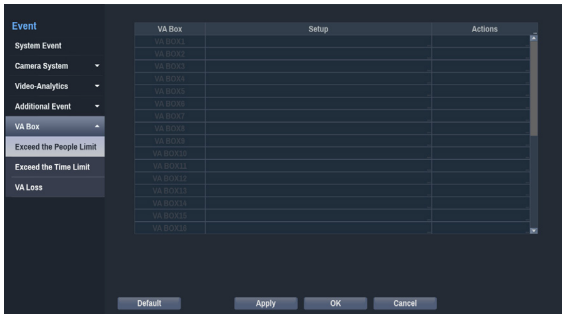 Event
System Event
Camera System
Video-Analytics
Additional Event
VA Box
Exceed the People Limit
Exceed the Time Limit
VA Loss
VA Box Setup Actions
VA BOX1
VA BOX2
VA BOX3
VA BOX4
VA BOX5
VA BOX6
VA BOX7
VA BOX8
VA BOX9
VA BOX10
VA BOX11
VA BOX12
VA BOX13
VA BOX14
VA BOX15
VA BOX16
Default Apply OK Cancel